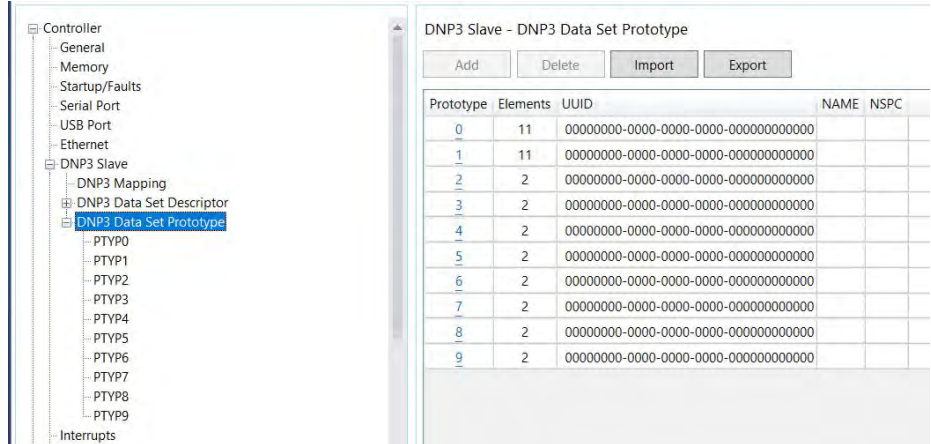 Controller
General
Memory
Startup/Faults
Serial Port
USB Port
Ethernet
DNP3 Slave
DNP3 Mapping
DNP3 Data Set Descriptor
DNP3 Data Set Prototype
PTYP0
PTYP1
PTYP2
PTYP3
PTYP4
PTYP5
PTYP6
PTYP7
PTYP8
PTYP9
Interrupts
DNP3 Slave - DNP3 Data Set Prototype
Add Delete Import Export
Prototype Elements UUID NAME NSPC
0 11 00000000-0000-0000-0000-000000000000
1 11 00000000-0000-0000-0000-000000000000
2 2 00000000-0000-0000-0000-000000000000
3 2 00000000-0000-0000-0000-000000000000
4 2 00000000-0000-0000-0000-000000000000
5 2 00000000-0000-0000-0000-000000000000
6 2 00000000-0000-0000-0000-000000000000
7 2 00000000-0000-0000-0000-000000000000
8 2 00000000-0000-0000-0000-000000000000
9 2 00000000-0000-0000-0000-000000000000